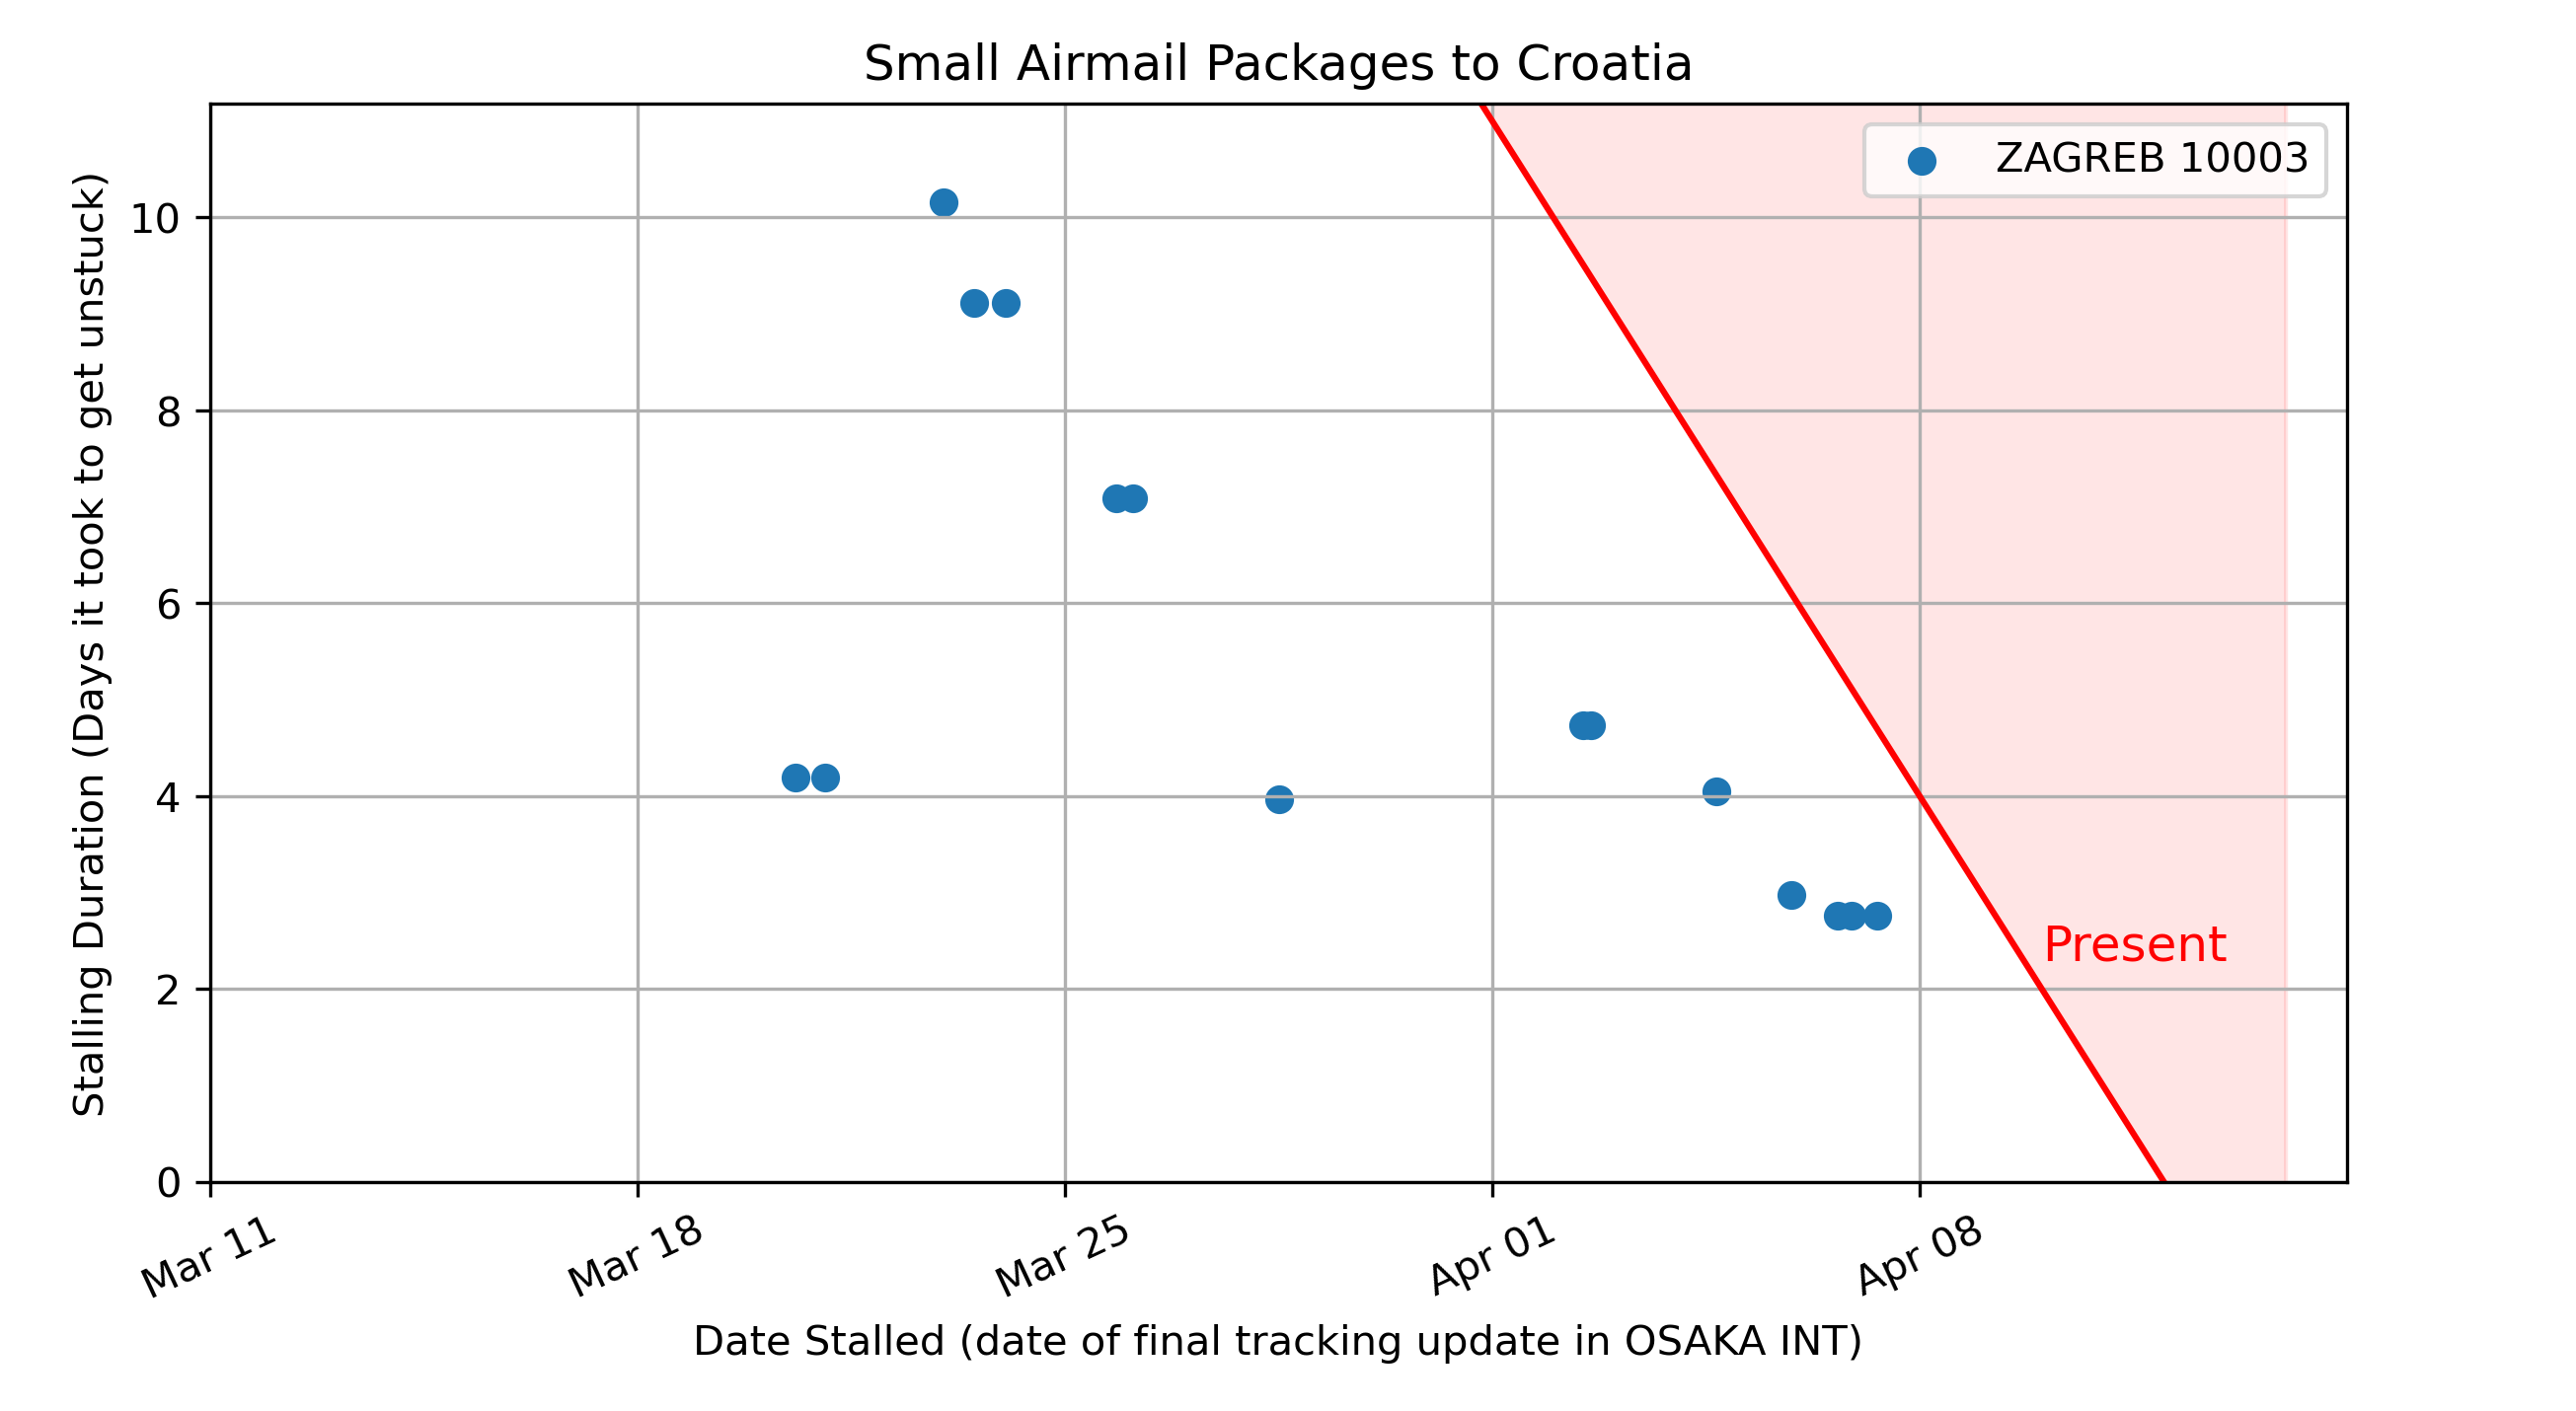 Small Airmail Packages to Croatia
ZAGREB 10003
Stalling Duration (Days it took to get unstuck)
10
8
6
4
2
0
Present
Mar 11
Mar 18
Mar 25
Apr 01
Apr 08
Date Stalled (date of final tracking update in OSAKA INT)